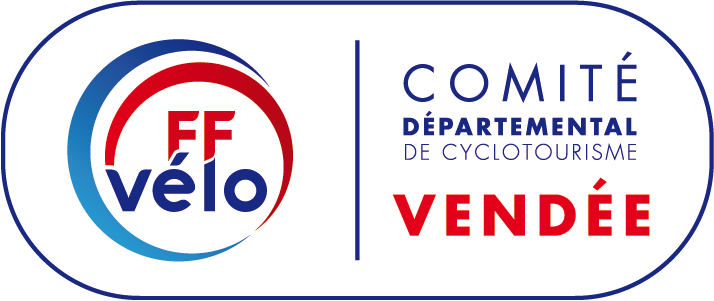 FF
vélo
COMITÉ
DÉPARTEMENTAL
DE CYCLOTOURISME
VENDÉE